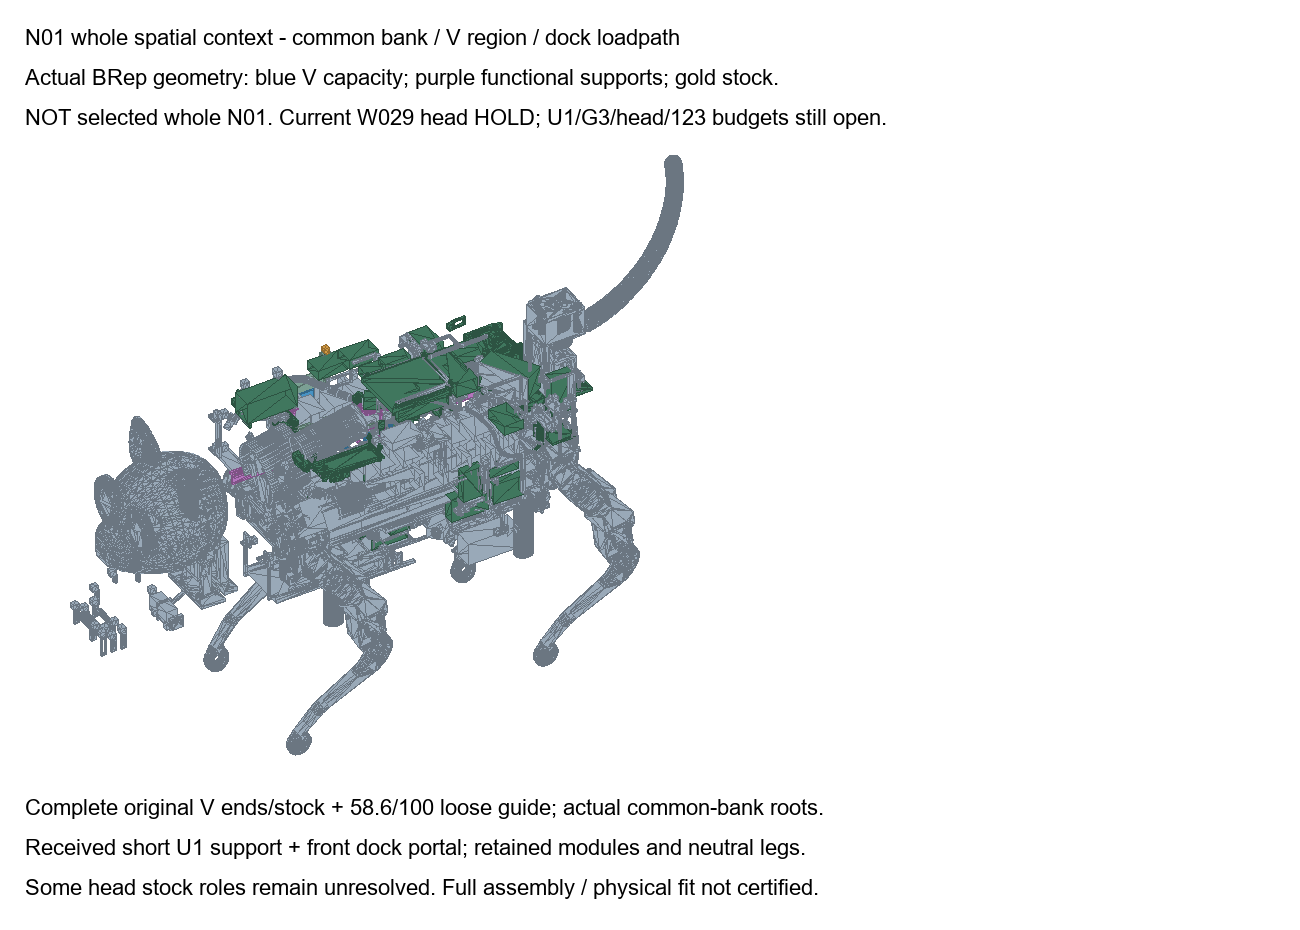 N01 whole spatial context - common bank / V region / dock loadpath
Actual BRep geometry: blue V capacity; purple functional supports; gold stock.
NOT selected whole N01. Current W029 head HOLD; U1/G3/head/123 budgets still open.
Complete original V ends/stock + 58.6/100 loose guide; actual common-bank roots.
Received short U1 support + front dock portal; retained modules and neutral legs.
Some head stock roles remain unresolved. Full assembly / physical fit not certified.